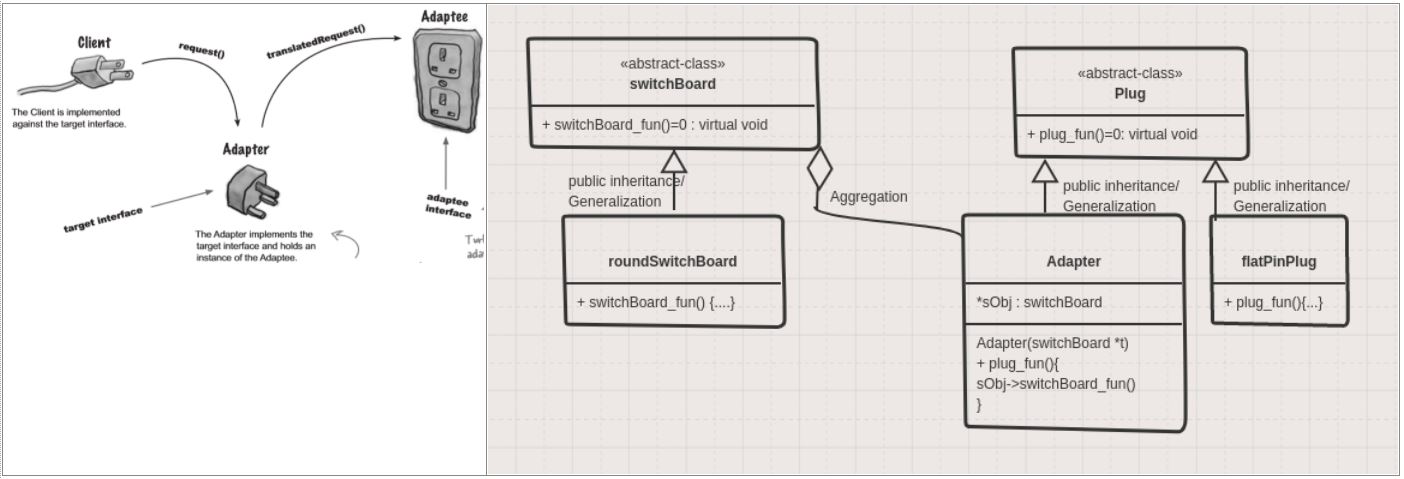 Client
request()
translatedRequest()
Adaptee
The Client is implemented
against the target interface.
Adapter
target interface
adaptee
interface
The Adapter implements the
target interface and holds an
instance of the Adaptee.
«abstract-class»
switchBoard
+ switchBoard_fun()=0 : virtual void
public inheritance/
Generalization
Aggregation
roundSwitchBoard
+ switchBoard_fun() {....}
«abstract-class»
Plug
+ plug_fun()=0: virtual void
public inheritance/
Generalization
public inheritance/
Generalization
Adapter
*sObj : switchBoard
Adapter(switchBoard *t)
+ plug_fun(){
sObj->switchBoard_fun()
}
flatPinPlug
+ plug_fun(){...}